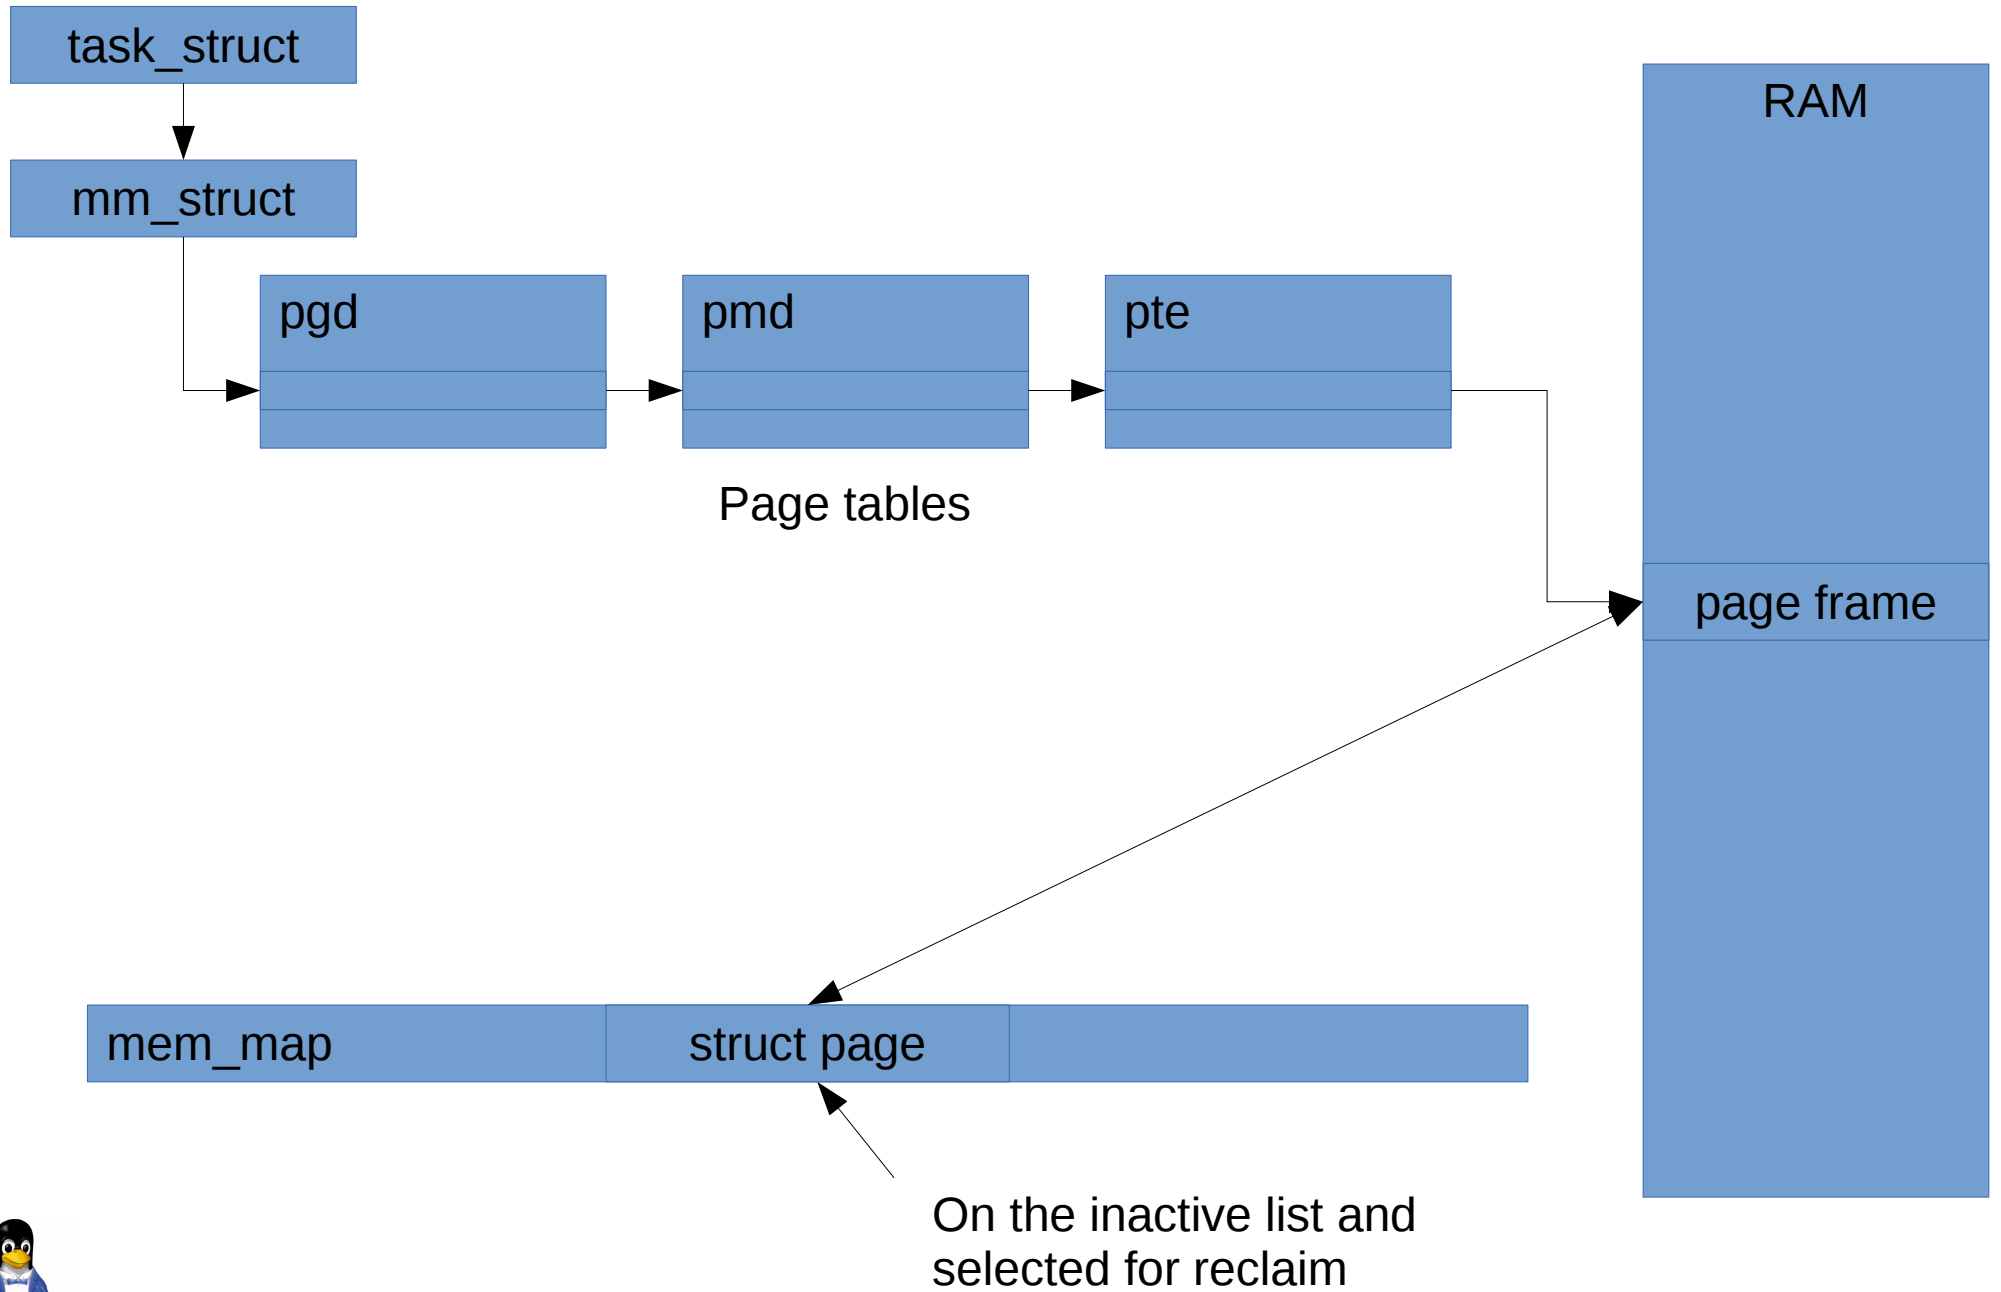 task_struct
RAM
mm_struct
pgd
pmd
pte
Page tables
page frame
mem_map
struct page
On the inactive list and
selected for reclaim